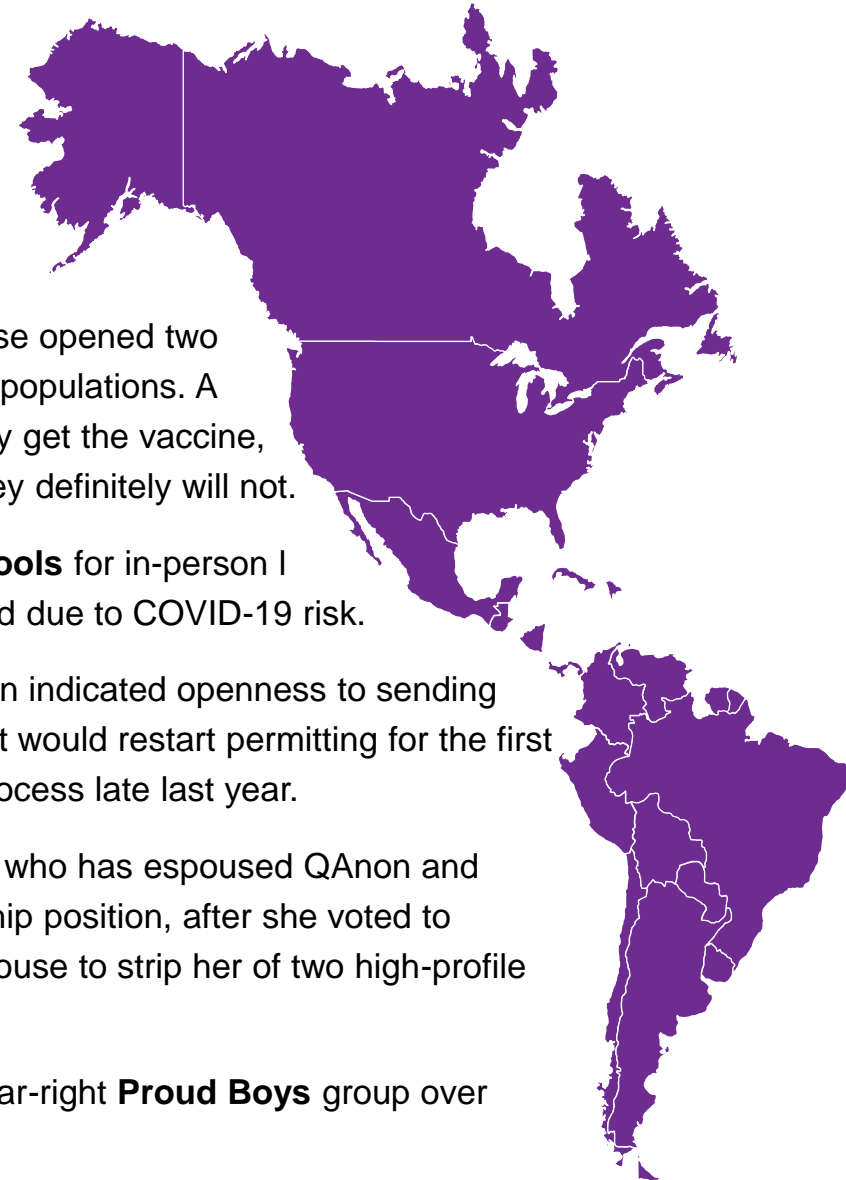 se opened two
populations. A
y get the vaccine,
ey definitely will not.
ools for in-person I
d due to COVID-19 risk.
n indicated openness to sending
t would restart permitting for the first
ocess late last year.
who has espoused QAnon and
hip position, after she voted to
ouse to strip her of two high-profile
ar-right Proud Boys group over